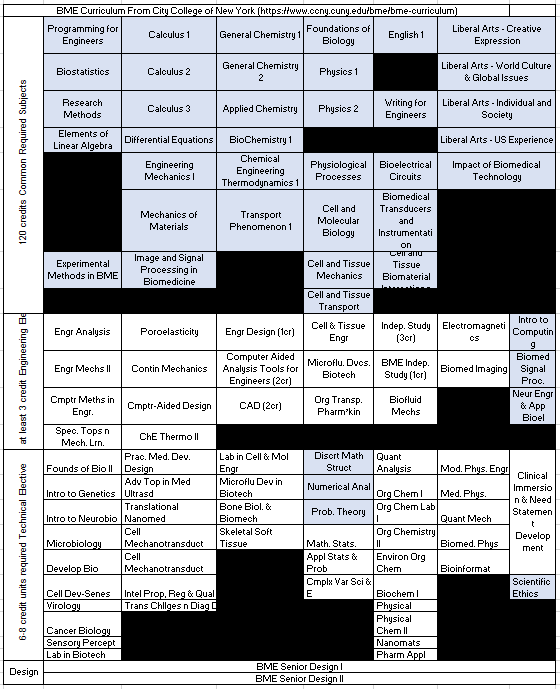 BME Curriculum From City College of New York (https://www.ccny.cuny.edu/bme/bme-curriculum)
120 credits Common Required Subjects
Programming for Engineers
Calculus 1
General Chemistry 1
Foundations of Biology
English 1
Liberal Arts - Creative Expression
Biostatistics
Calculus 2
General Chemistry 2
Physics 1
Liberal Arts - World Culture & Global Issues
Research Methods
Calculus 3
Applied Chemistry
Physics 2
Writing for Engineers
Liberal Arts - Individual and Society
Elements of Linear Algebra
Differential Equations
BioChemistry 1
Liberal Arts - US Experience
Engineering Mechanics I
Chemical Engineering Thermodynamics 1
Physiological Processes
Bioelectrical Circuits
Impact of Biomedical Technology
Mechanics of Materials
Transport Phenomenon 1
Cell and Molecular Biology
Biomedical Transducers and Instrumentati on
Experimental Methods in BME
Image and Signal Processing in Biomedicine
Cell and Tissue Mechanics
Cell and Tissue Biomaterial
Cell and Tissue Transport
at least 3 credit Engineering Ele
Engr Analysis
Poroelasticity
Engr Design (1cr)
Cell & Tissue Engr
Indep. Study (3cr)
Electromagneti cs
Intro to Computin g
Engr Mechs II
Contin Mechanics
Computer Aided Analysis Tools for Engineers (2cr)
Microflu. Dvcs. Biotech
BME Indep. Study (1cr)
Biomed Imaging
Biomed Signal Proc.
Cmptr Meths in Engr.
Cmptr-Aided Design
CAD (2cr)
Org Transp. Pharm*kin
Biofluid Mechs
Neur Engr & App Bioel
Spec. Tops n Mech. Lrn.
ChE Thermo II
6-8 credit units required Technical Elective
Founds of Bio II
Prac. Med. Dev. Design
Lab in Cell & Mol Engr
Discrt Math Struct
Quant Analysis
Mod. Phys. Engr
Clinical Immersio n & Need Statemen t Develop ment
Intro to Genetics
Adv Top in Med Ultrasd
Microflu Dev in Biotech
Numerical Anal
Org Chem I
Med. Phys.
Intro to Neurobio
Translational Nanomed
Bone Biol. & Biomech
Prob. Theory
Org Chem Lab I
Quant Mech
Microbiology
Cell Mechanotransduct
Skeletal Soft Tissue
Math. Stats.
Org Chemistry II
Biomed. Phys
Develop Bio
Cell Mechanotransduct
Appl Stats & Prob
Environ Org Chem
Bioinformat
Cell Dev-Senes
Intel Prop, Reg & Qual
Cmplx Var Sci & E
Biochem I
Scientific Ethics
Virology
Trans Chllges n Diag D
Physical
Cancer Biology
Physical Chem II
Sensory Percept
Nanomats
Lab in Biotech
Pharm Appl
Design
BME Senior Design I
BME Senior Design II